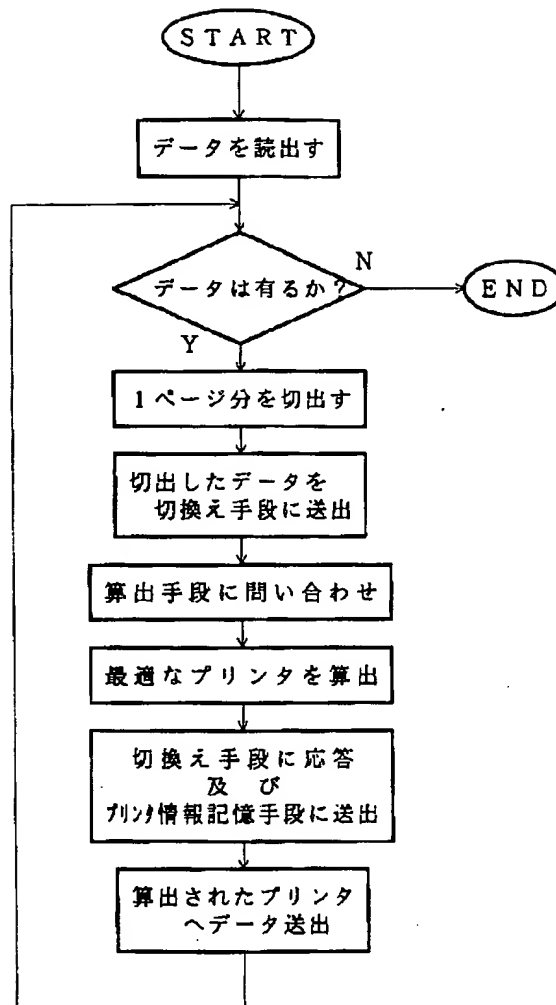 START
データを読出す
データは有るか?
N
END
Y
1ページ分を切出す
切出したデータを
切換え手段に送出
算出手段に問い合わせ
最適なプリンタを算出
切換え手段に応答
及び
プリンタ情報記憶手段に送出
算出されたプリンタ
へデータ送出